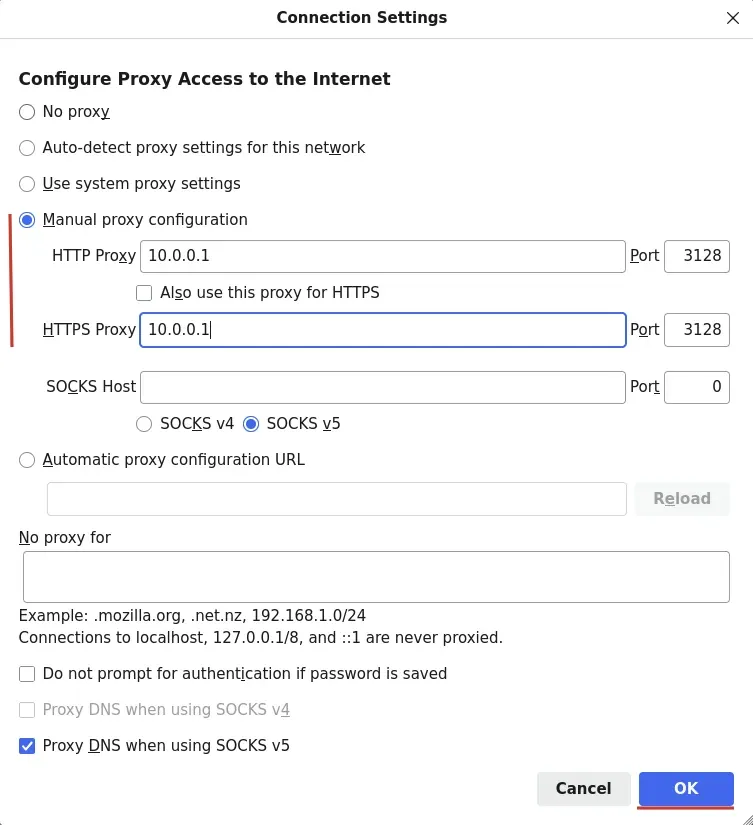 Connection Settings
Configure Proxy Access to the Internet
No proxy
Auto-detect proxy settings for this network
Use system proxy settings
Manual proxy configuration
HTTP Proxy 10.0.0.1 Port 3128
Also use this proxy for HTTPS
HTTPS Proxy 10.0.0.1 Port 3128
SOCKS Host Port 0
SOCKS v4 SOCKS v5
Automatic proxy configuration URL
Reload
No proxy for
Example: .mozilla.org, .net.nz, 192.168.1.0/24
Connections to localhost, 127.0.0.1/8, and ::1 are never proxied.
Do not prompt for authentication if password is saved
Proxy DNS when using SOCKS v4
Proxy DNS when using SOCKS v5
Cancel OK